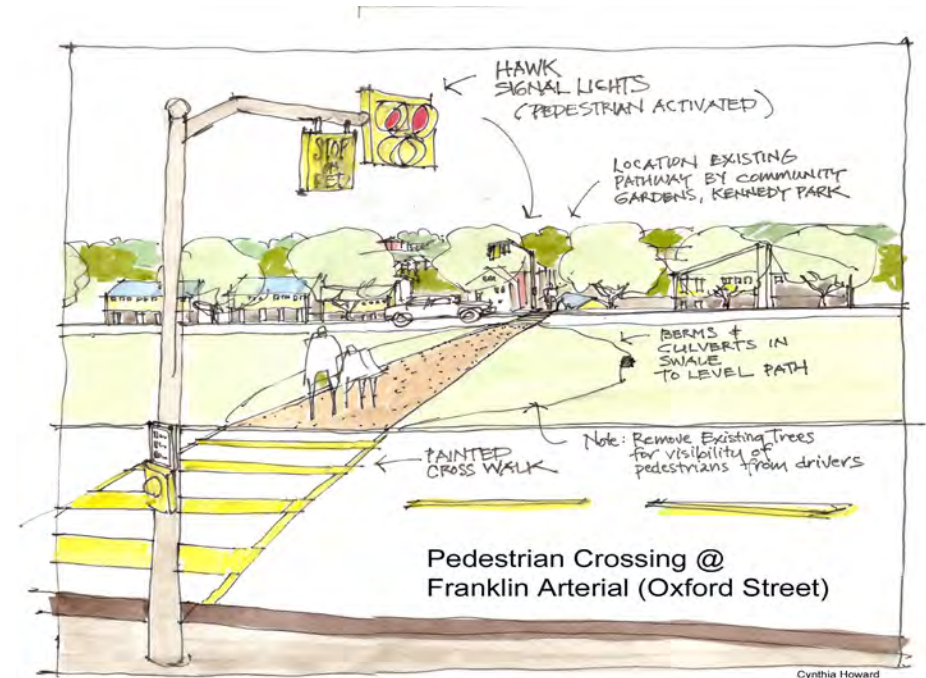 HAWK
SIGNAL LIGHTS
(PEDESTRIAN ACTIVATED)
STOP
ON
RED
LOCATION EXISTING
PATHWAY BY COMMUNITY
GARDENS, KENNEDY PARK
BERMS &
CULVERTS IN
SWALE
TO LEVEL PATH
Note: Remove Existing Trees
for visibility of
pedestrians from drivers
PAINTED
CROSS WALK
Pedestrian Crossing @
Franklin Arterial (Oxford Street)
Cynthia Howard